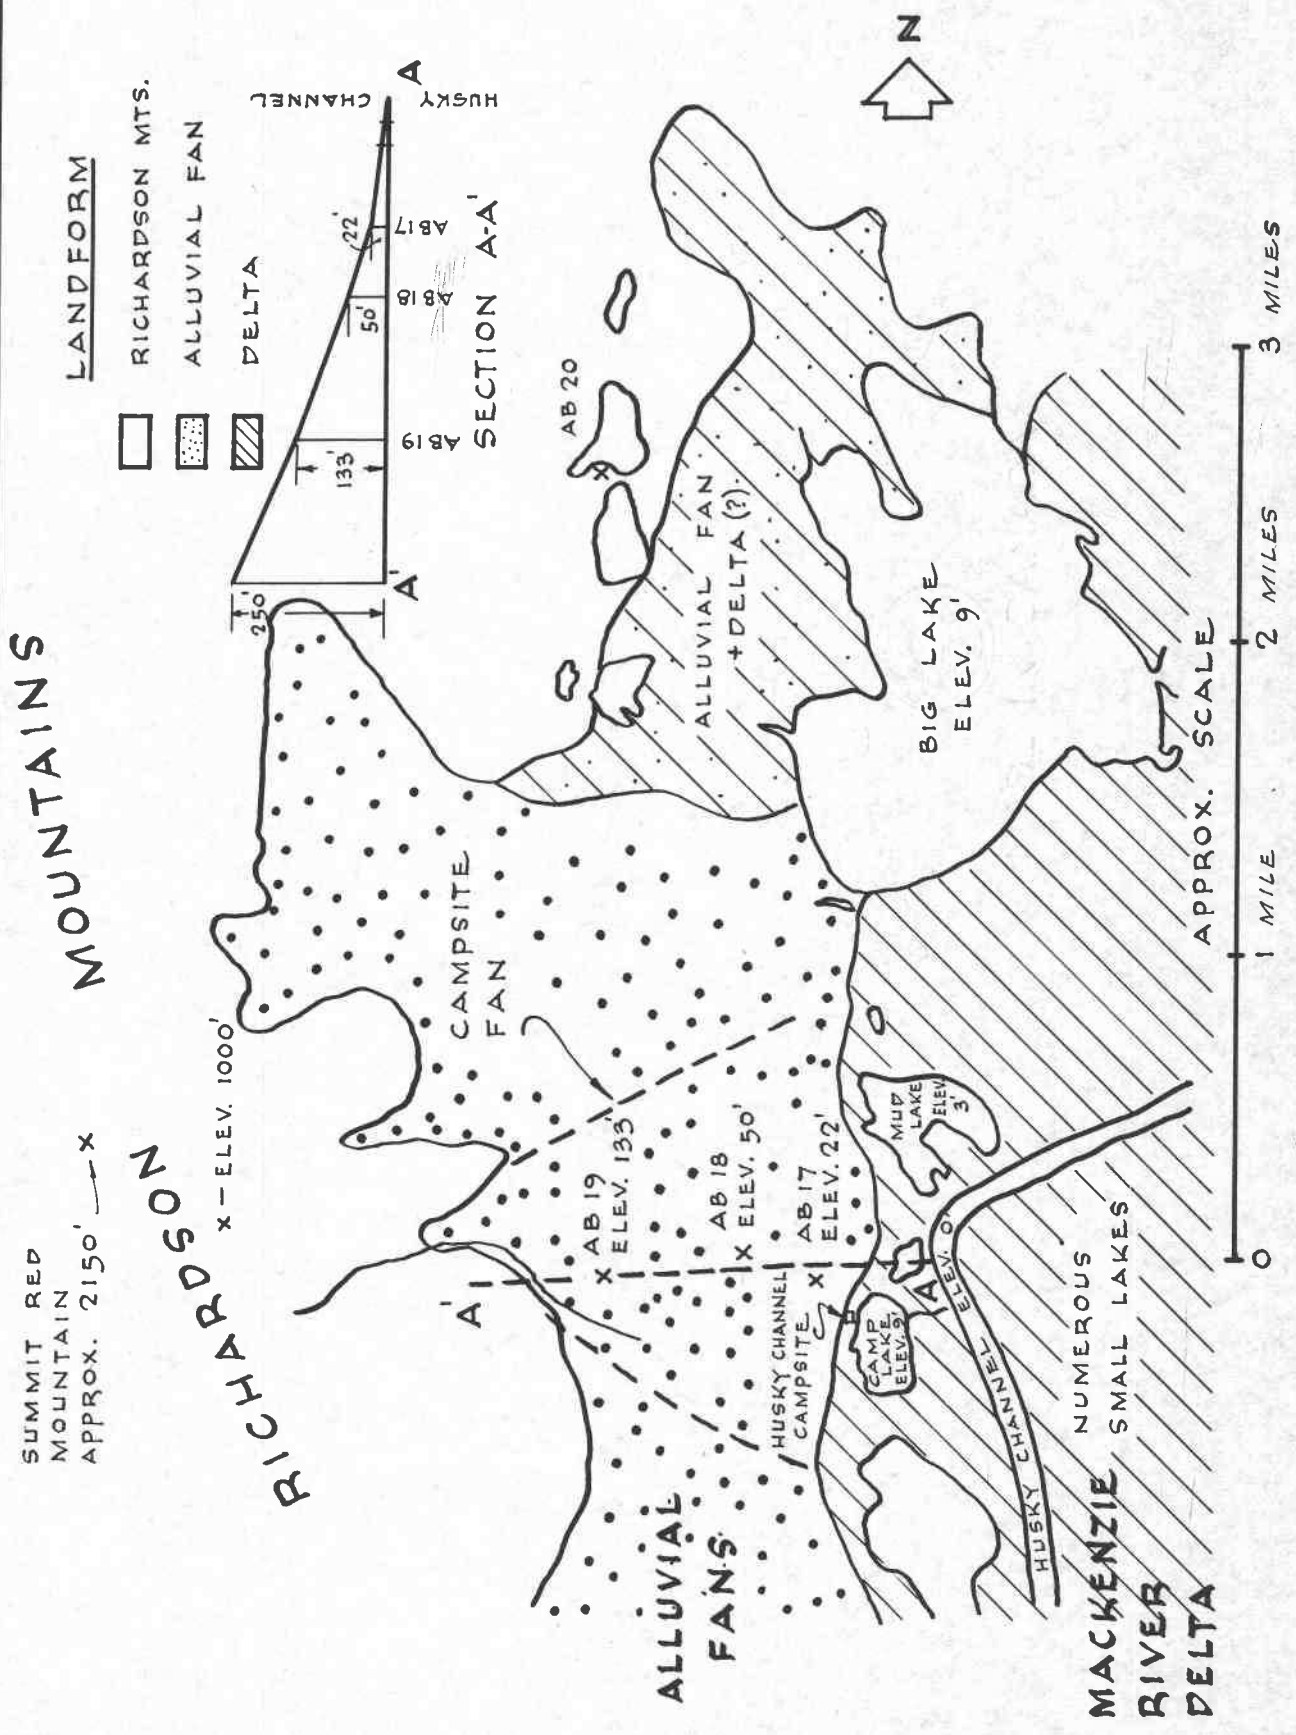 SUMMIT RED
MOUNTAIN
APPROX. 2150' — X
RICHARDSON MOUNTAINS
X — ELEV. 1000'
LANDFORM
RICHARDSON MTS.
ALLUVIAL FAN
DELTA
250'
133'
50'
22'
A'
AB19
AB18
AB17
HUSKY CHANNEL
A
SECTION A-A'
CAMPSITE
FAN
AB 20
X
ALLUVIAL FAN
+ DELTA (?)
BIG LAKE
ELEV. 9'
N
A'
X
AB 19
ELEV. 133'
AB 18
X ELEV. 50'
AB 17
ELEV. 22'
X
HUSKY CHANNEL
CAMPSITE
CAMP
LAKE
ELEV. 9'
A
MUD
LAKE
ELEV.
3'
ALLUVIAL
FANS
HUSKY CHANNEL ELEV. 0'
NUMEROUS
SMALL LAKES
MACKENZIE
RIVER
DELTA
APPROX. SCALE
0 1 MILE 2 MILES 3 MILES